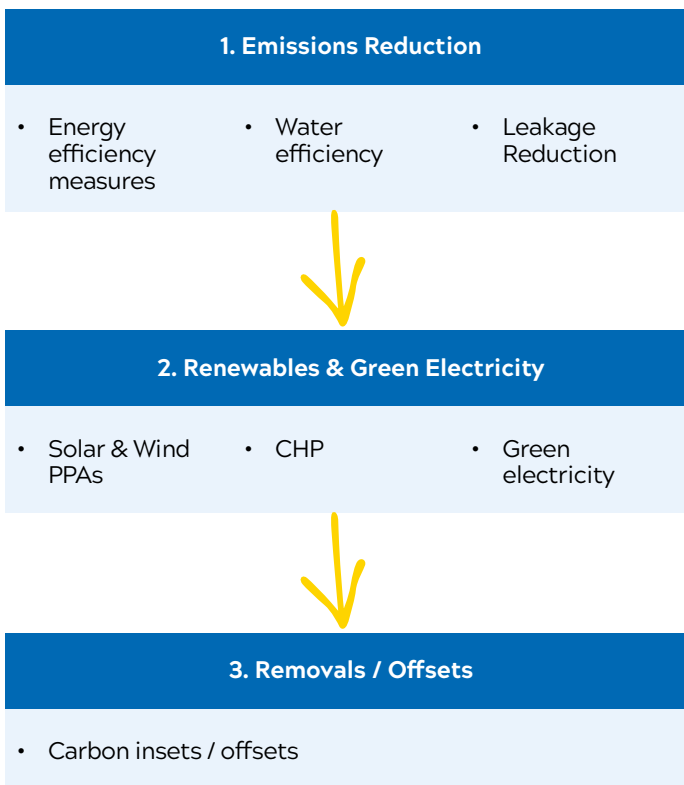 1. Emissions Reduction
• Energy
efficiency
measures
• Water
efficiency
• Leakage
Reduction
2. Renewables & Green Electricity
• Solar & Wind
PPAs
• CHP
• Green
electricity
3. Removals / Offsets
• Carbon insets / offsets